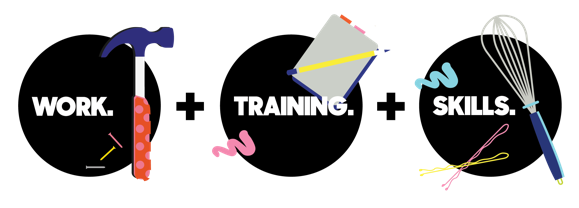 WORK. + TRAINING. + SKILLS.